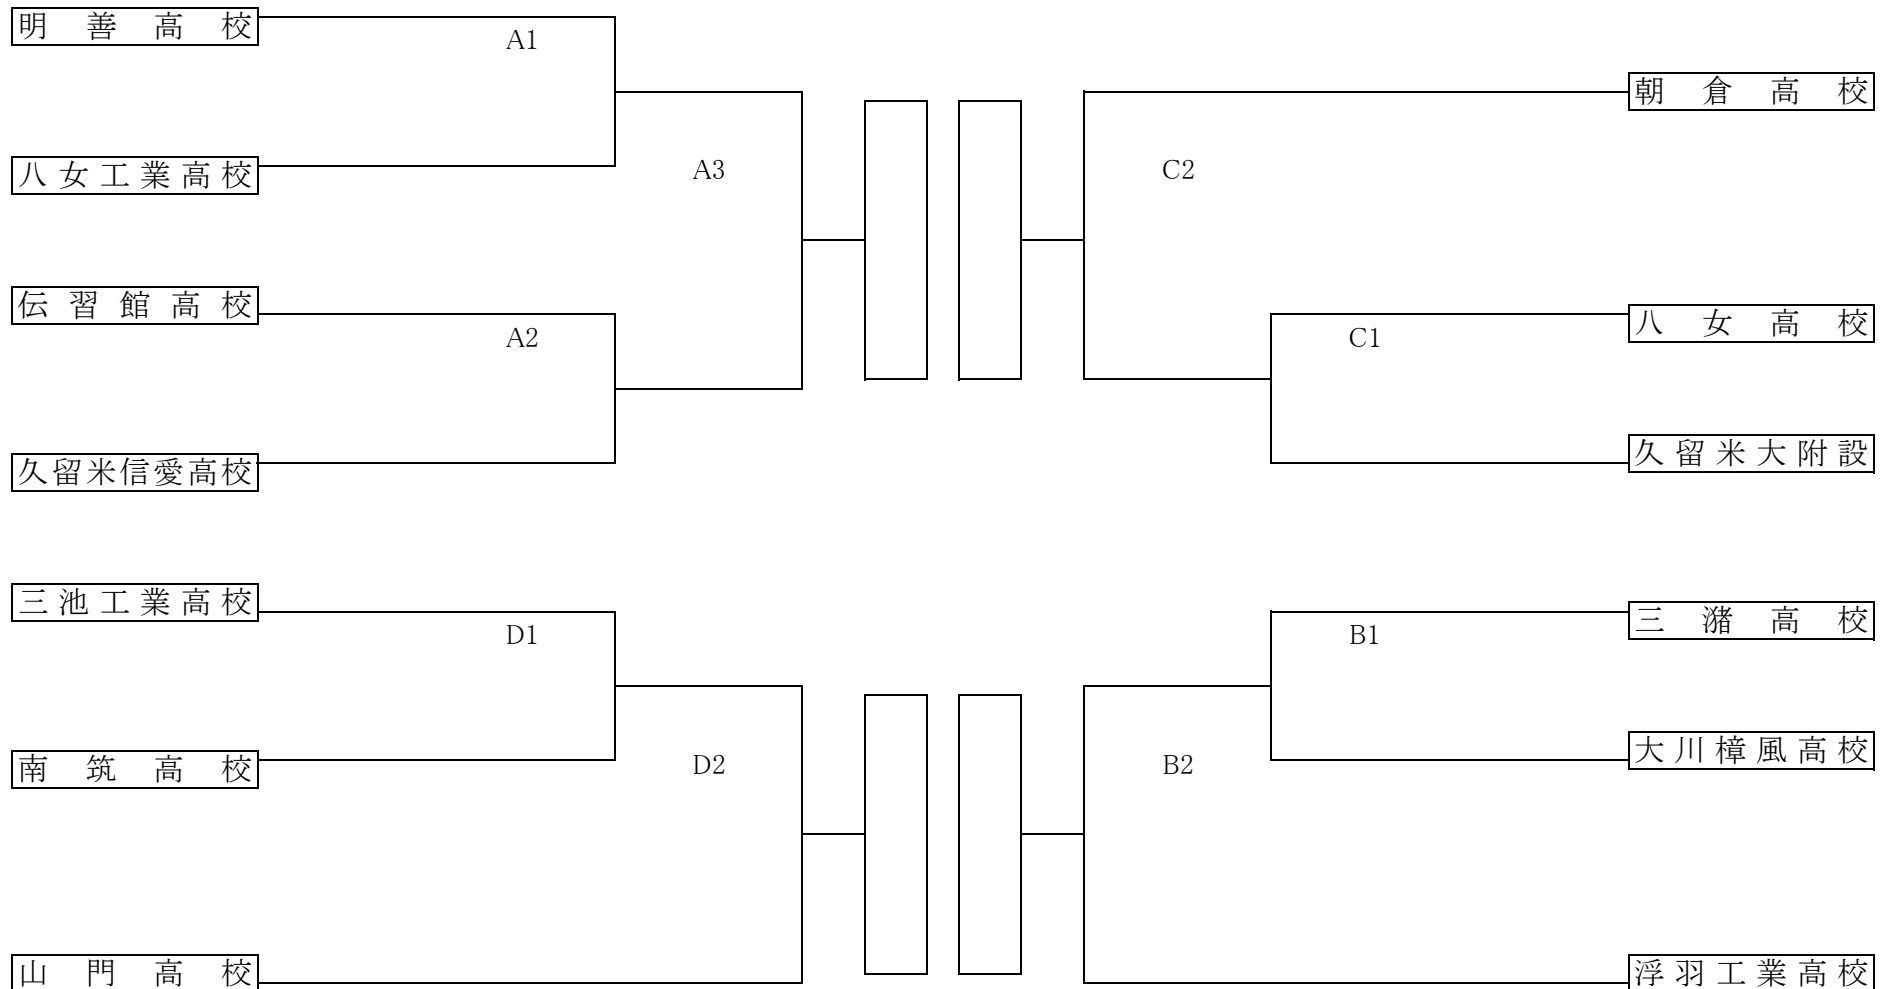 明善高校
A1
八女工業高校
A3
伝習館高校
A2
久留米信愛高校
朝倉高校
C2
八女高校
C1
久留米大附設
三池工業高校
D1
南筑高校
D2
山門高校
三潴高校
B1
大川樟風高校
B2
浮羽工業高校